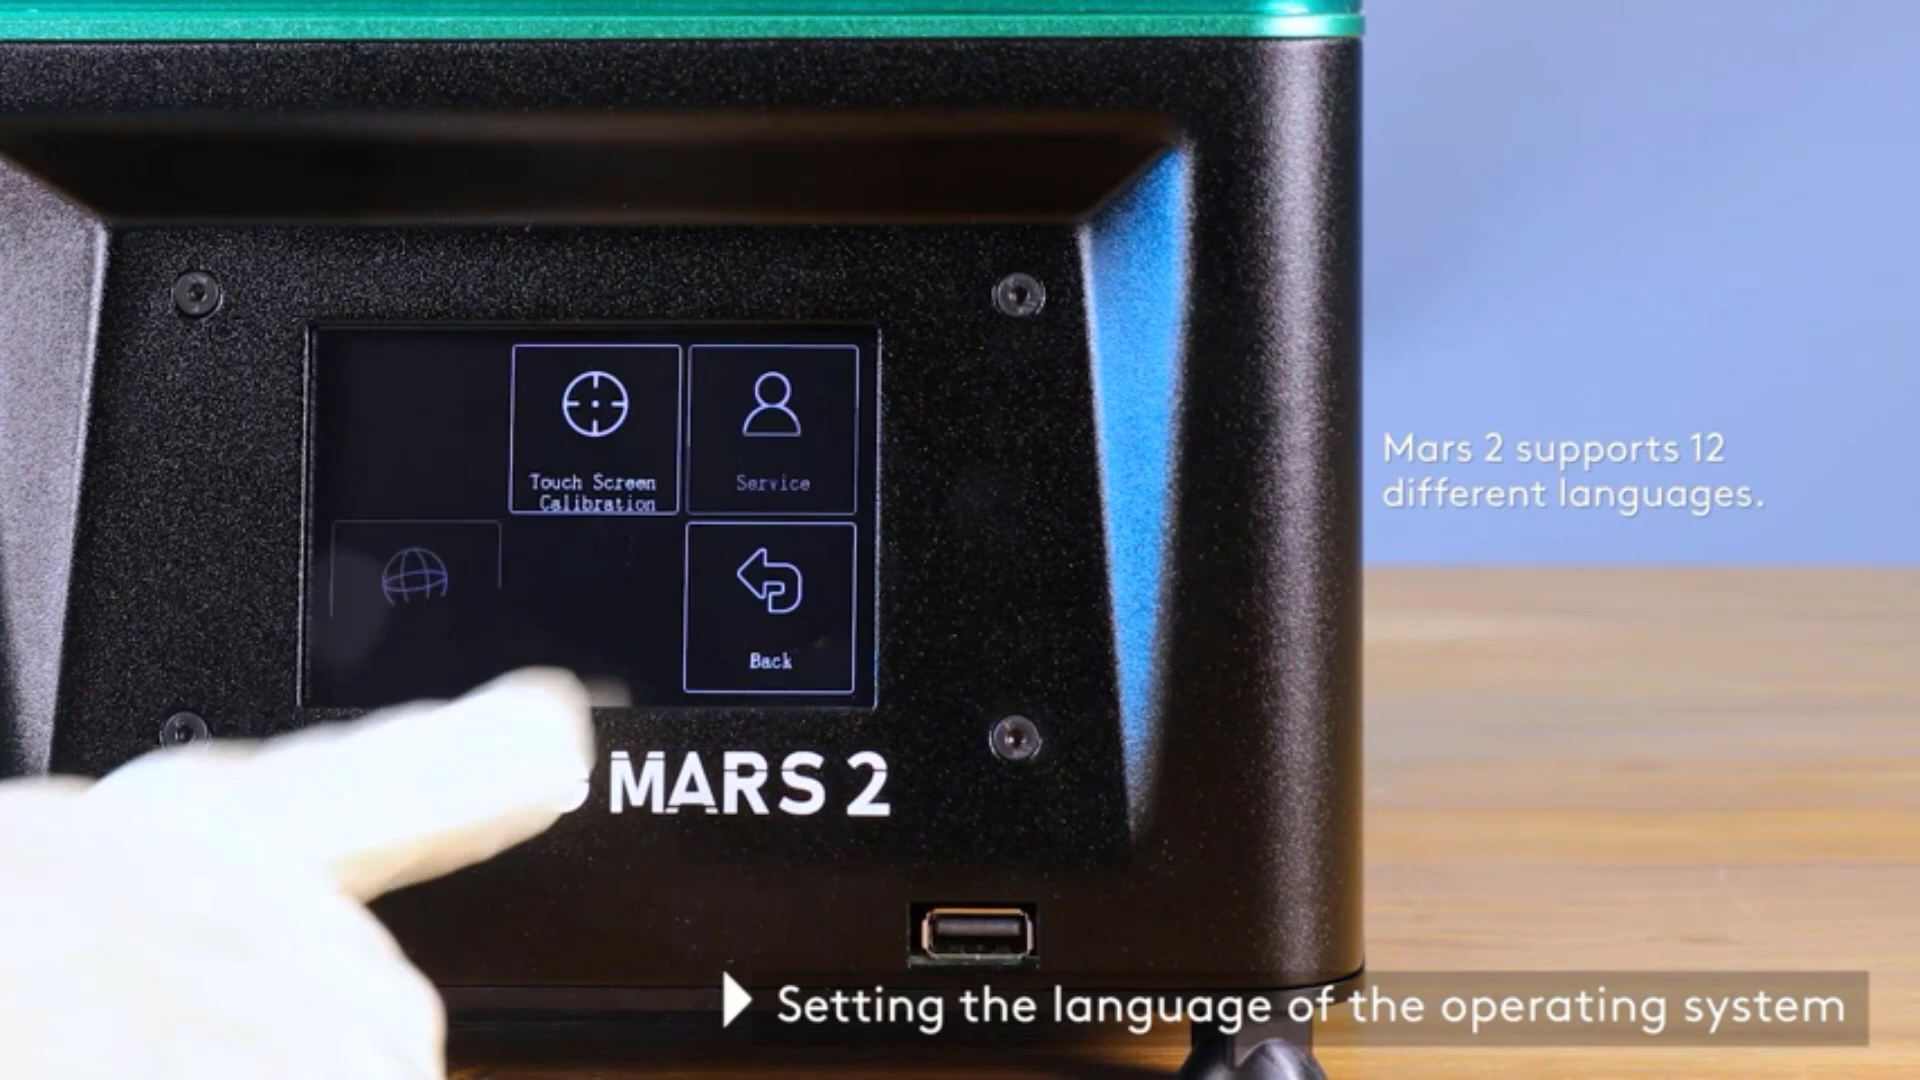 Touch Screen
Calibration
Service
Back
Mars 2 supports 12
different languages.
MARS 2
Setting the language of the operating system